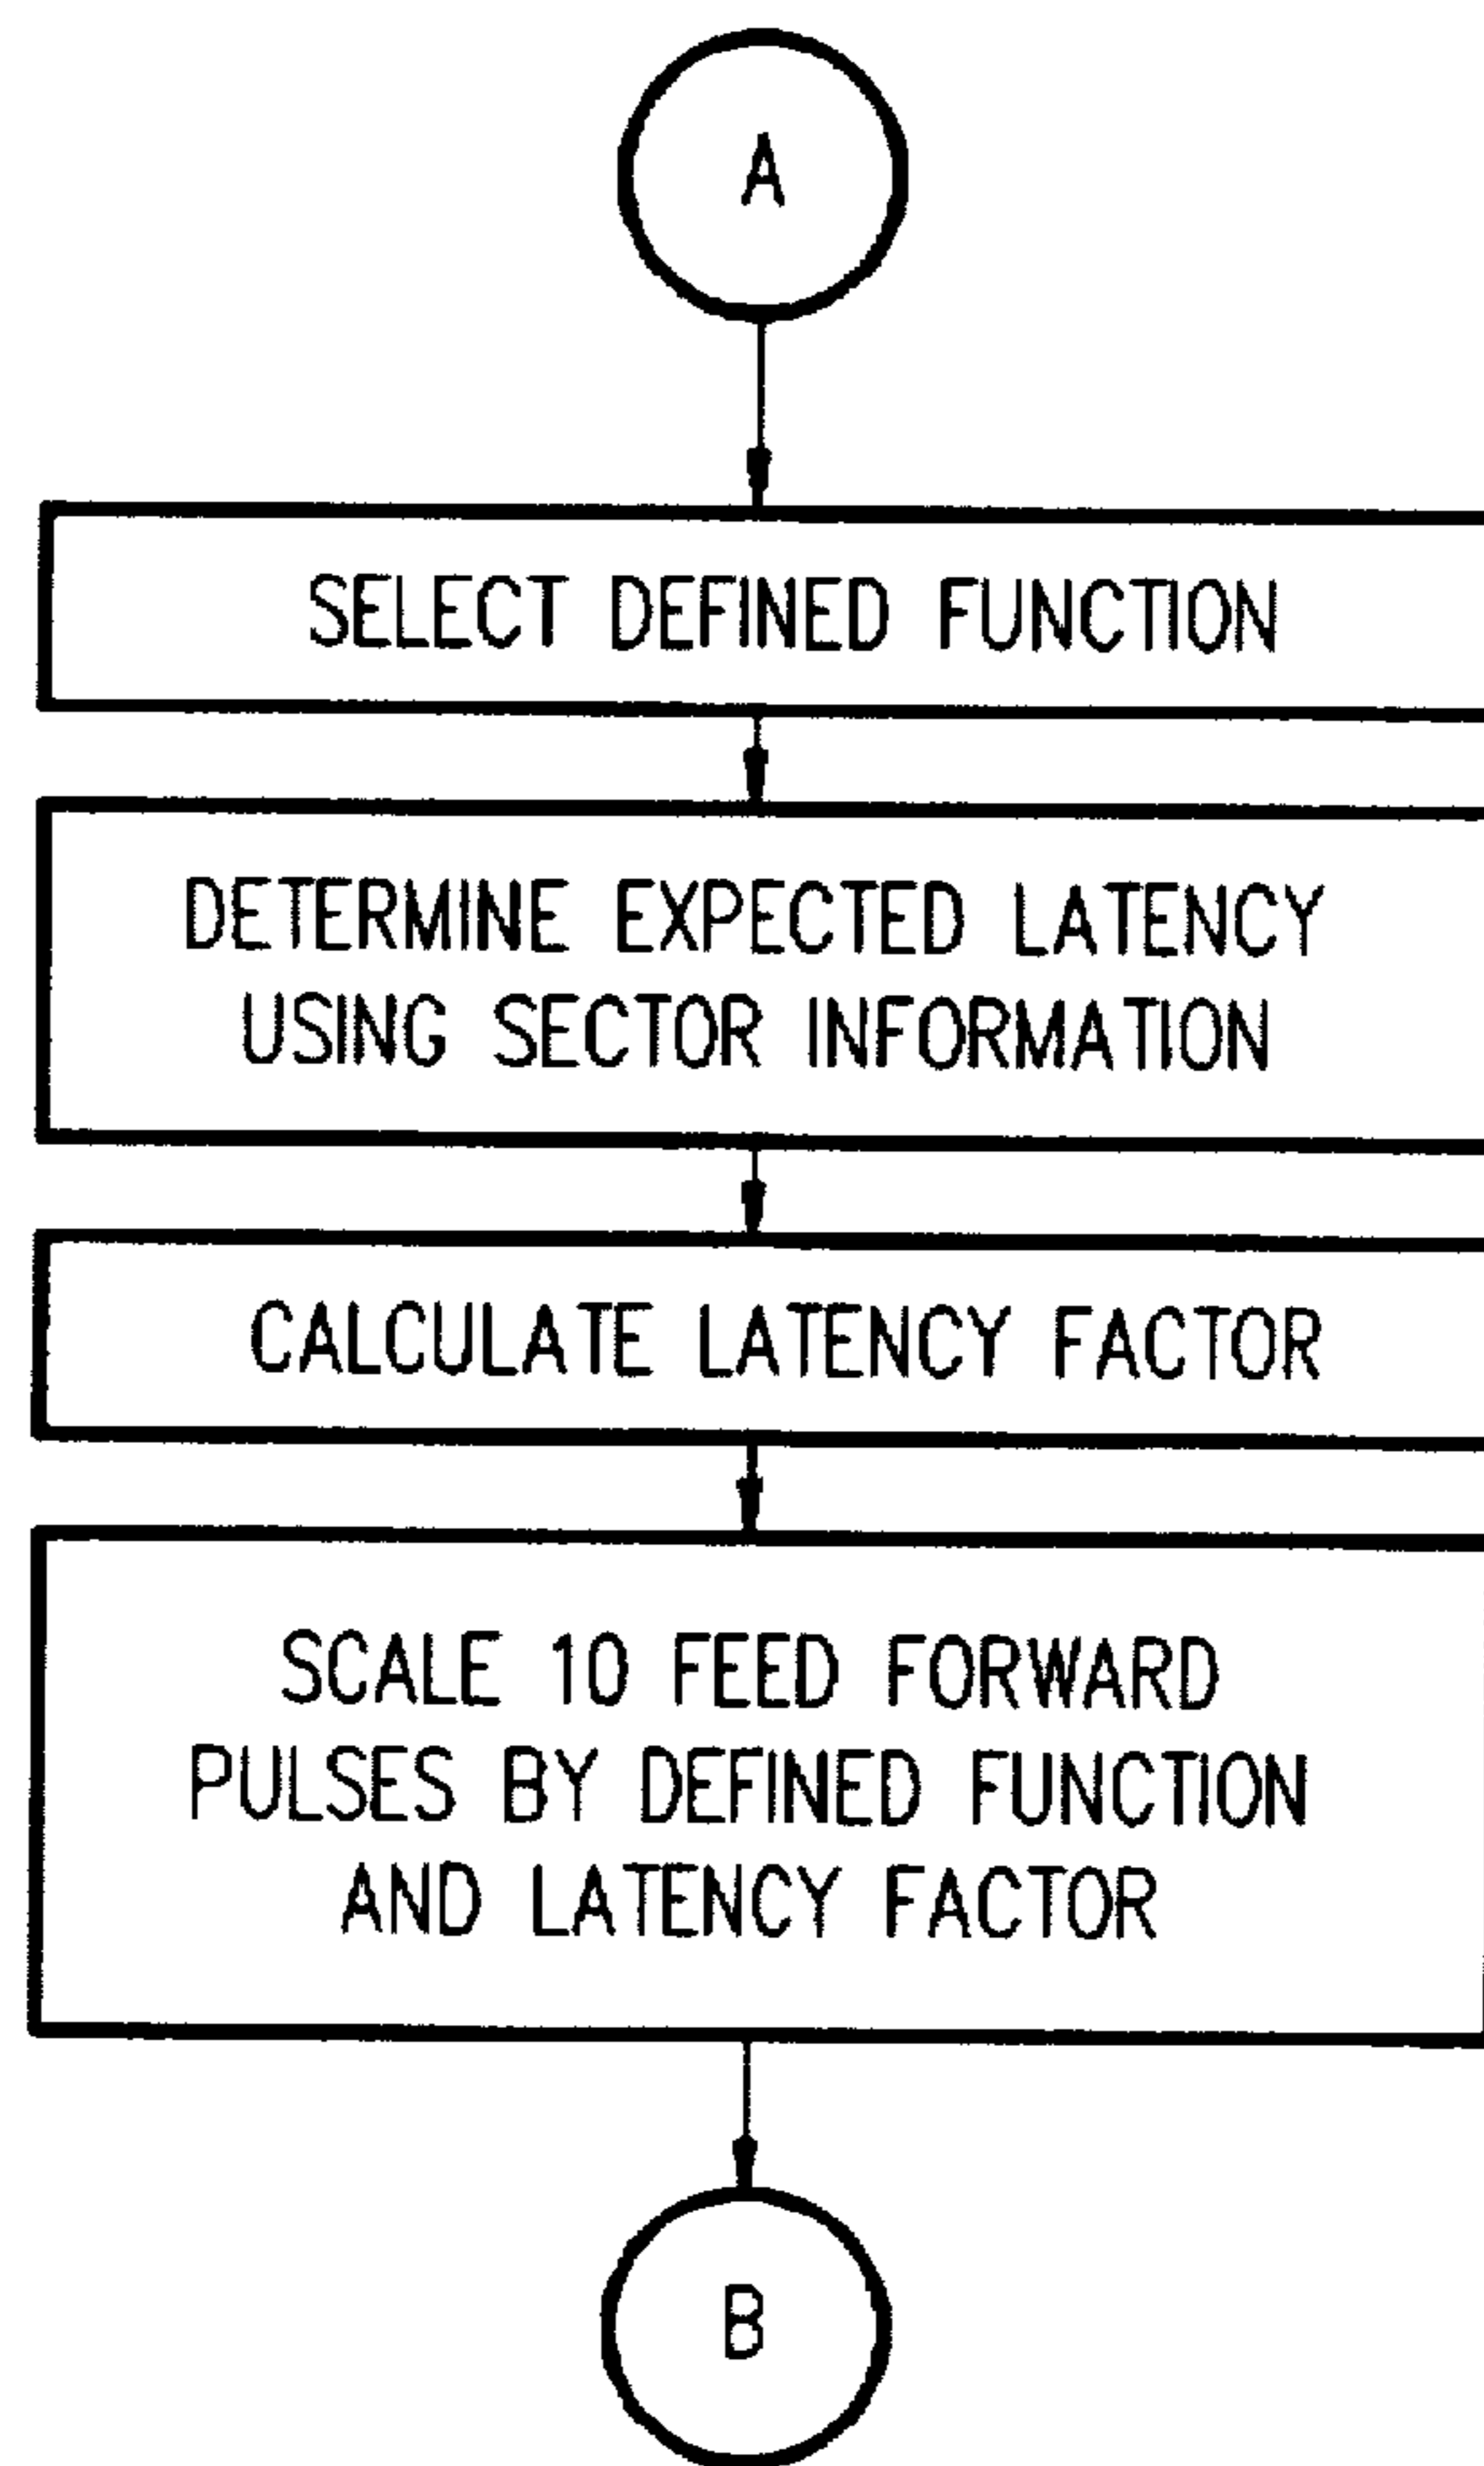 A
SELECT DEFINED FUNCTION
DETERMINE EXPECTED LATENCY
USING SECTOR INFORMATION
CALCULATE LATENCY FACTOR
SCALE 10 FEED FORWARD
PULSES BY DEFINED FUNCTION
AND LATENCY FACTOR
B